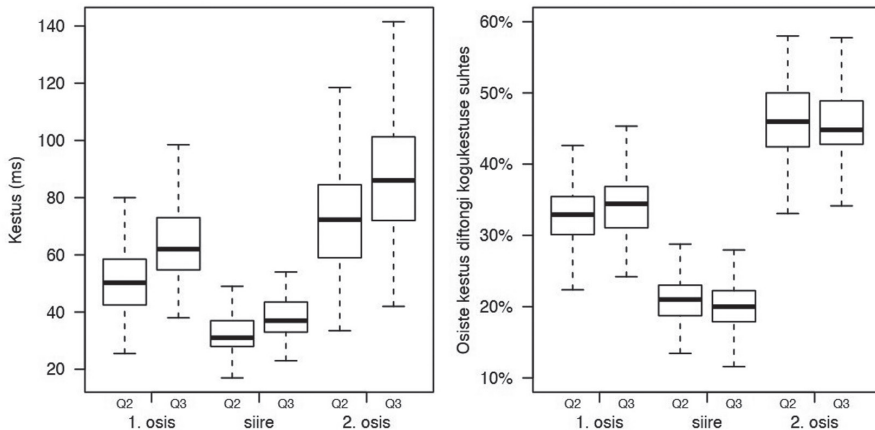 Kestus (ms)
140
120
100
80
60
40
20
Q2 Q3 Q2 Q3 Q2 Q3
1. osis siire 2. osis
Osiste kestus diftongi kogukestuse suhtes
60%
50%
40%
30%
20%
10%
Q2 Q3 Q2 Q3 Q2 Q3
1. osis siire 2. osis